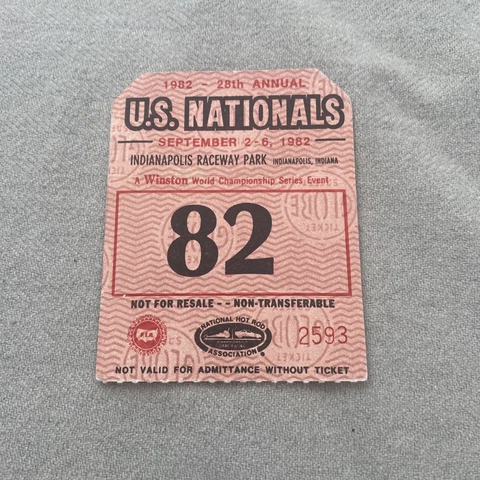 1982 - 28th ANNUAL
U.S. NATIONALS
SEPTEMBER 2-6, 1982
INDIANAPOLIS RACEWAY PARK INDIANAPOLIS, INDIANA
A Winston World Championship Series Event
82
NOT FOR RESALE -- NON-TRANSFERABLE
NATIONAL HOT ROD
ASSOCIATION
2593
NOT VALID FOR ADMITTANCE WITHOUT TICKET